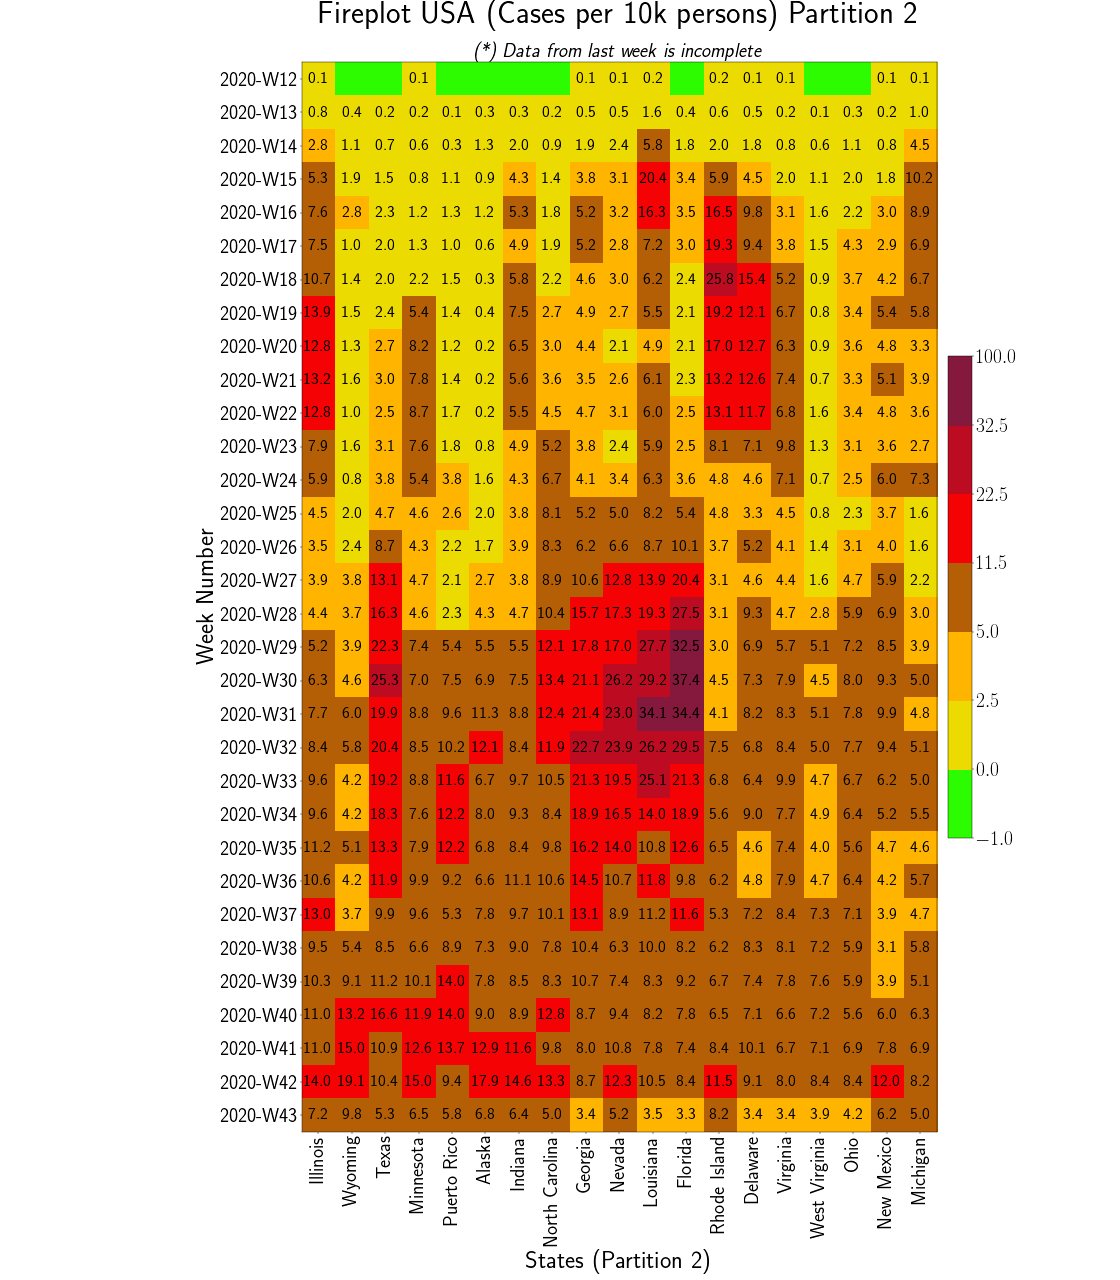 Fireplot USA (Cases per 10k persons) Partition 2
(*) Data from last week is incomplete
2020-W12 0.1 0.1 0.1 0.1 0.2 0.2 0.1 0.1 0.1 0.1
2020-W13 0.8 0.4 0.2 0.2 0.1 0.3 0.3 0.2 0.5 0.5 1.6 0.4 0.6 0.5 0.2 0.1 0.3 0.2 1.0
2020-W14 2.8 1.1 0.7 0.6 0.3 1.3 2.0 0.9 1.9 2.4 5.8 1.8 2.0 1.8 0.8 0.6 1.1 0.8 4.5
2020-W15 5.3 1.9 1.5 0.8 1.1 0.9 4.3 1.4 3.8 3.1 20.4 3.4 5.9 4.5 2.0 1.1 2.0 1.8 10.2
2020-W16 7.6 2.8 2.3 1.2 1.3 1.2 5.3 1.8 5.2 3.2 16.3 3.5 16.5 9.8 3.1 1.6 2.2 3.0 8.9
2020-W17 7.5 1.0 2.0 1.3 1.0 0.6 4.9 1.9 5.2 2.8 7.2 3.0 19.3 9.4 3.8 1.5 4.3 2.9 6.9
2020-W18 10.7 1.4 2.0 2.2 1.5 0.3 5.8 2.2 4.6 3.0 6.2 2.4 25.8 15.4 5.2 0.9 3.7 4.2 6.7
2020-W19 13.9 1.5 2.4 5.4 1.4 0.4 7.5 2.7 4.9 2.7 5.5 2.1 19.2 12.1 6.7 0.8 3.4 5.4 5.8
2020-W20 12.8 1.3 2.7 8.2 1.2 0.2 6.5 3.0 4.4 2.1 4.9 2.1 17.0 12.7 6.3 0.9 3.6 4.8 3.3
2020-W21 13.2 1.6 3.0 7.8 1.4 0.2 5.6 3.6 3.5 2.6 6.1 2.3 13.2 12.6 7.4 0.7 3.3 5.1 3.9
2020-W22 12.8 1.0 2.5 8.7 1.7 0.2 5.5 4.5 4.7 3.1 6.0 2.5 13.1 11.7 6.8 1.6 3.4 4.8 3.6
2020-W23 7.9 1.6 3.1 7.6 1.8 0.8 4.9 5.2 3.8 2.4 5.9 2.5 8.1 7.1 9.8 1.3 3.1 3.6 2.7
2020-W24 5.9 0.8 3.8 5.4 3.8 1.6 4.3 6.7 4.1 3.4 6.3 3.6 4.8 4.6 7.1 0.7 2.5 6.0 7.3
2020-W25 4.5 2.0 4.7 4.6 2.6 2.0 3.8 8.1 5.2 5.0 8.2 5.4 4.8 3.3 4.5 0.8 2.3 3.7 1.6
2020-W26 3.5 2.4 8.7 4.3 2.2 1.7 3.9 8.3 6.2 6.6 8.7 10.1 3.7 5.2 4.1 1.4 3.1 4.0 1.6
2020-W27 3.9 3.8 13.1 4.7 2.1 2.7 3.8 8.9 10.6 12.8 13.9 20.4 3.1 4.6 4.4 1.6 4.7 5.9 2.2
2020-W28 4.4 3.7 16.3 4.6 2.3 4.3 4.7 10.4 15.7 17.3 19.3 27.5 3.1 9.3 4.7 2.8 5.9 6.9 3.0
2020-W29 5.2 3.9 22.3 7.4 5.4 5.5 5.5 12.1 17.8 17.0 27.7 32.5 3.0 6.9 5.7 5.1 7.2 8.5 3.9
2020-W30 6.3 4.6 25.3 7.0 7.5 6.9 7.5 13.4 21.1 26.2 29.2 37.4 4.5 7.3 7.9 4.5 8.0 9.3 5.0
2020-W31 7.7 6.0 19.9 8.8 9.6 11.3 8.8 12.4 21.4 23.0 34.1 34.4 4.1 8.2 8.3 5.1 7.8 9.9 4.8
2020-W32 8.4 5.8 20.4 8.5 10.2 12.1 8.4 11.9 22.7 23.9 26.2 29.5 7.5 6.8 8.4 5.0 7.7 9.4 5.1
2020-W33 9.6 4.2 19.2 8.8 11.6 6.7 9.7 10.5 21.3 19.5 25.1 21.3 6.8 6.4 9.9 4.7 6.7 6.2 5.0
2020-W34 9.6 4.2 18.3 7.6 12.2 8.0 9.3 8.4 18.9 16.5 14.0 18.9 5.6 9.0 7.7 4.9 6.4 5.2 5.5
2020-W35 11.2 5.1 13.3 7.9 12.2 6.8 8.4 9.8 16.2 14.0 10.8 12.6 6.5 4.6 7.4 4.0 5.6 4.7 4.6
2020-W36 10.6 4.2 11.9 9.9 9.2 6.6 11.1 10.6 14.5 10.7 11.8 9.8 6.2 4.8 7.9 4.7 6.4 4.2 5.7
2020-W37 13.0 3.7 9.9 9.6 5.3 7.8 9.7 10.1 13.1 8.9 11.2 11.6 5.3 7.2 8.4 7.3 7.1 3.9 4.7
2020-W38 9.5 5.4 8.5 6.6 8.9 7.3 9.0 7.8 10.4 6.3 10.0 8.2 6.2 8.3 8.1 7.2 5.9 3.1 5.8
2020-W39 10.3 9.1 11.2 10.1 14.0 7.8 8.5 8.3 10.7 7.4 8.3 9.2 6.7 7.4 7.8 7.6 5.9 3.9 5.1
2020-W40 11.0 13.2 16.6 11.9 14.0 9.0 8.9 12.8 8.7 9.4 8.2 7.8 6.5 7.1 6.6 7.2 5.6 6.0 6.3
2020-W41 11.0 15.0 10.9 12.6 13.7 12.9 11.6 9.8 8.0 10.8 7.8 7.4 8.4 10.1 6.7 7.1 6.9 7.8 6.9
2020-W42 14.0 19.1 10.4 15.0 9.4 17.9 14.6 13.3 8.7 12.3 10.5 8.4 11.5 9.1 8.0 8.4 8.4 12.0 8.2
2020-W43 7.2 9.8 5.3 6.5 5.8 6.8 6.4 5.0 3.4 5.2 3.5 3.3 8.2 3.4 3.4 3.9 4.2 6.2 5.0
Week Number
Illinois
Wyoming
Texas
Minnesota
Puerto Rico
Alaska
Indiana
North Carolina
Georgia
Nevada
Louisiana
Florida
Rhode Island
Delaware
Virginia
West Virginia
Ohio
New Mexico
Michigan
States (Partition 2)
100.0
32.5
22.5
11.5
5.0
2.5
0.0
−1.0